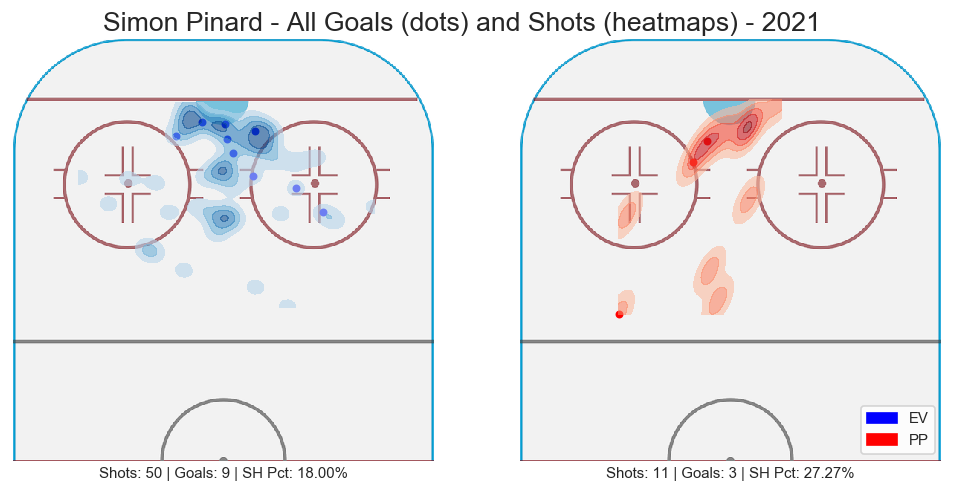 Simon Pinard - All Goals (dots) and Shots (heatmaps) - 2021
EV
PP
Shots: 50 | Goals: 9 | SH Pct: 18.00%
Shots: 11 | Goals: 3 | SH Pct: 27.27%